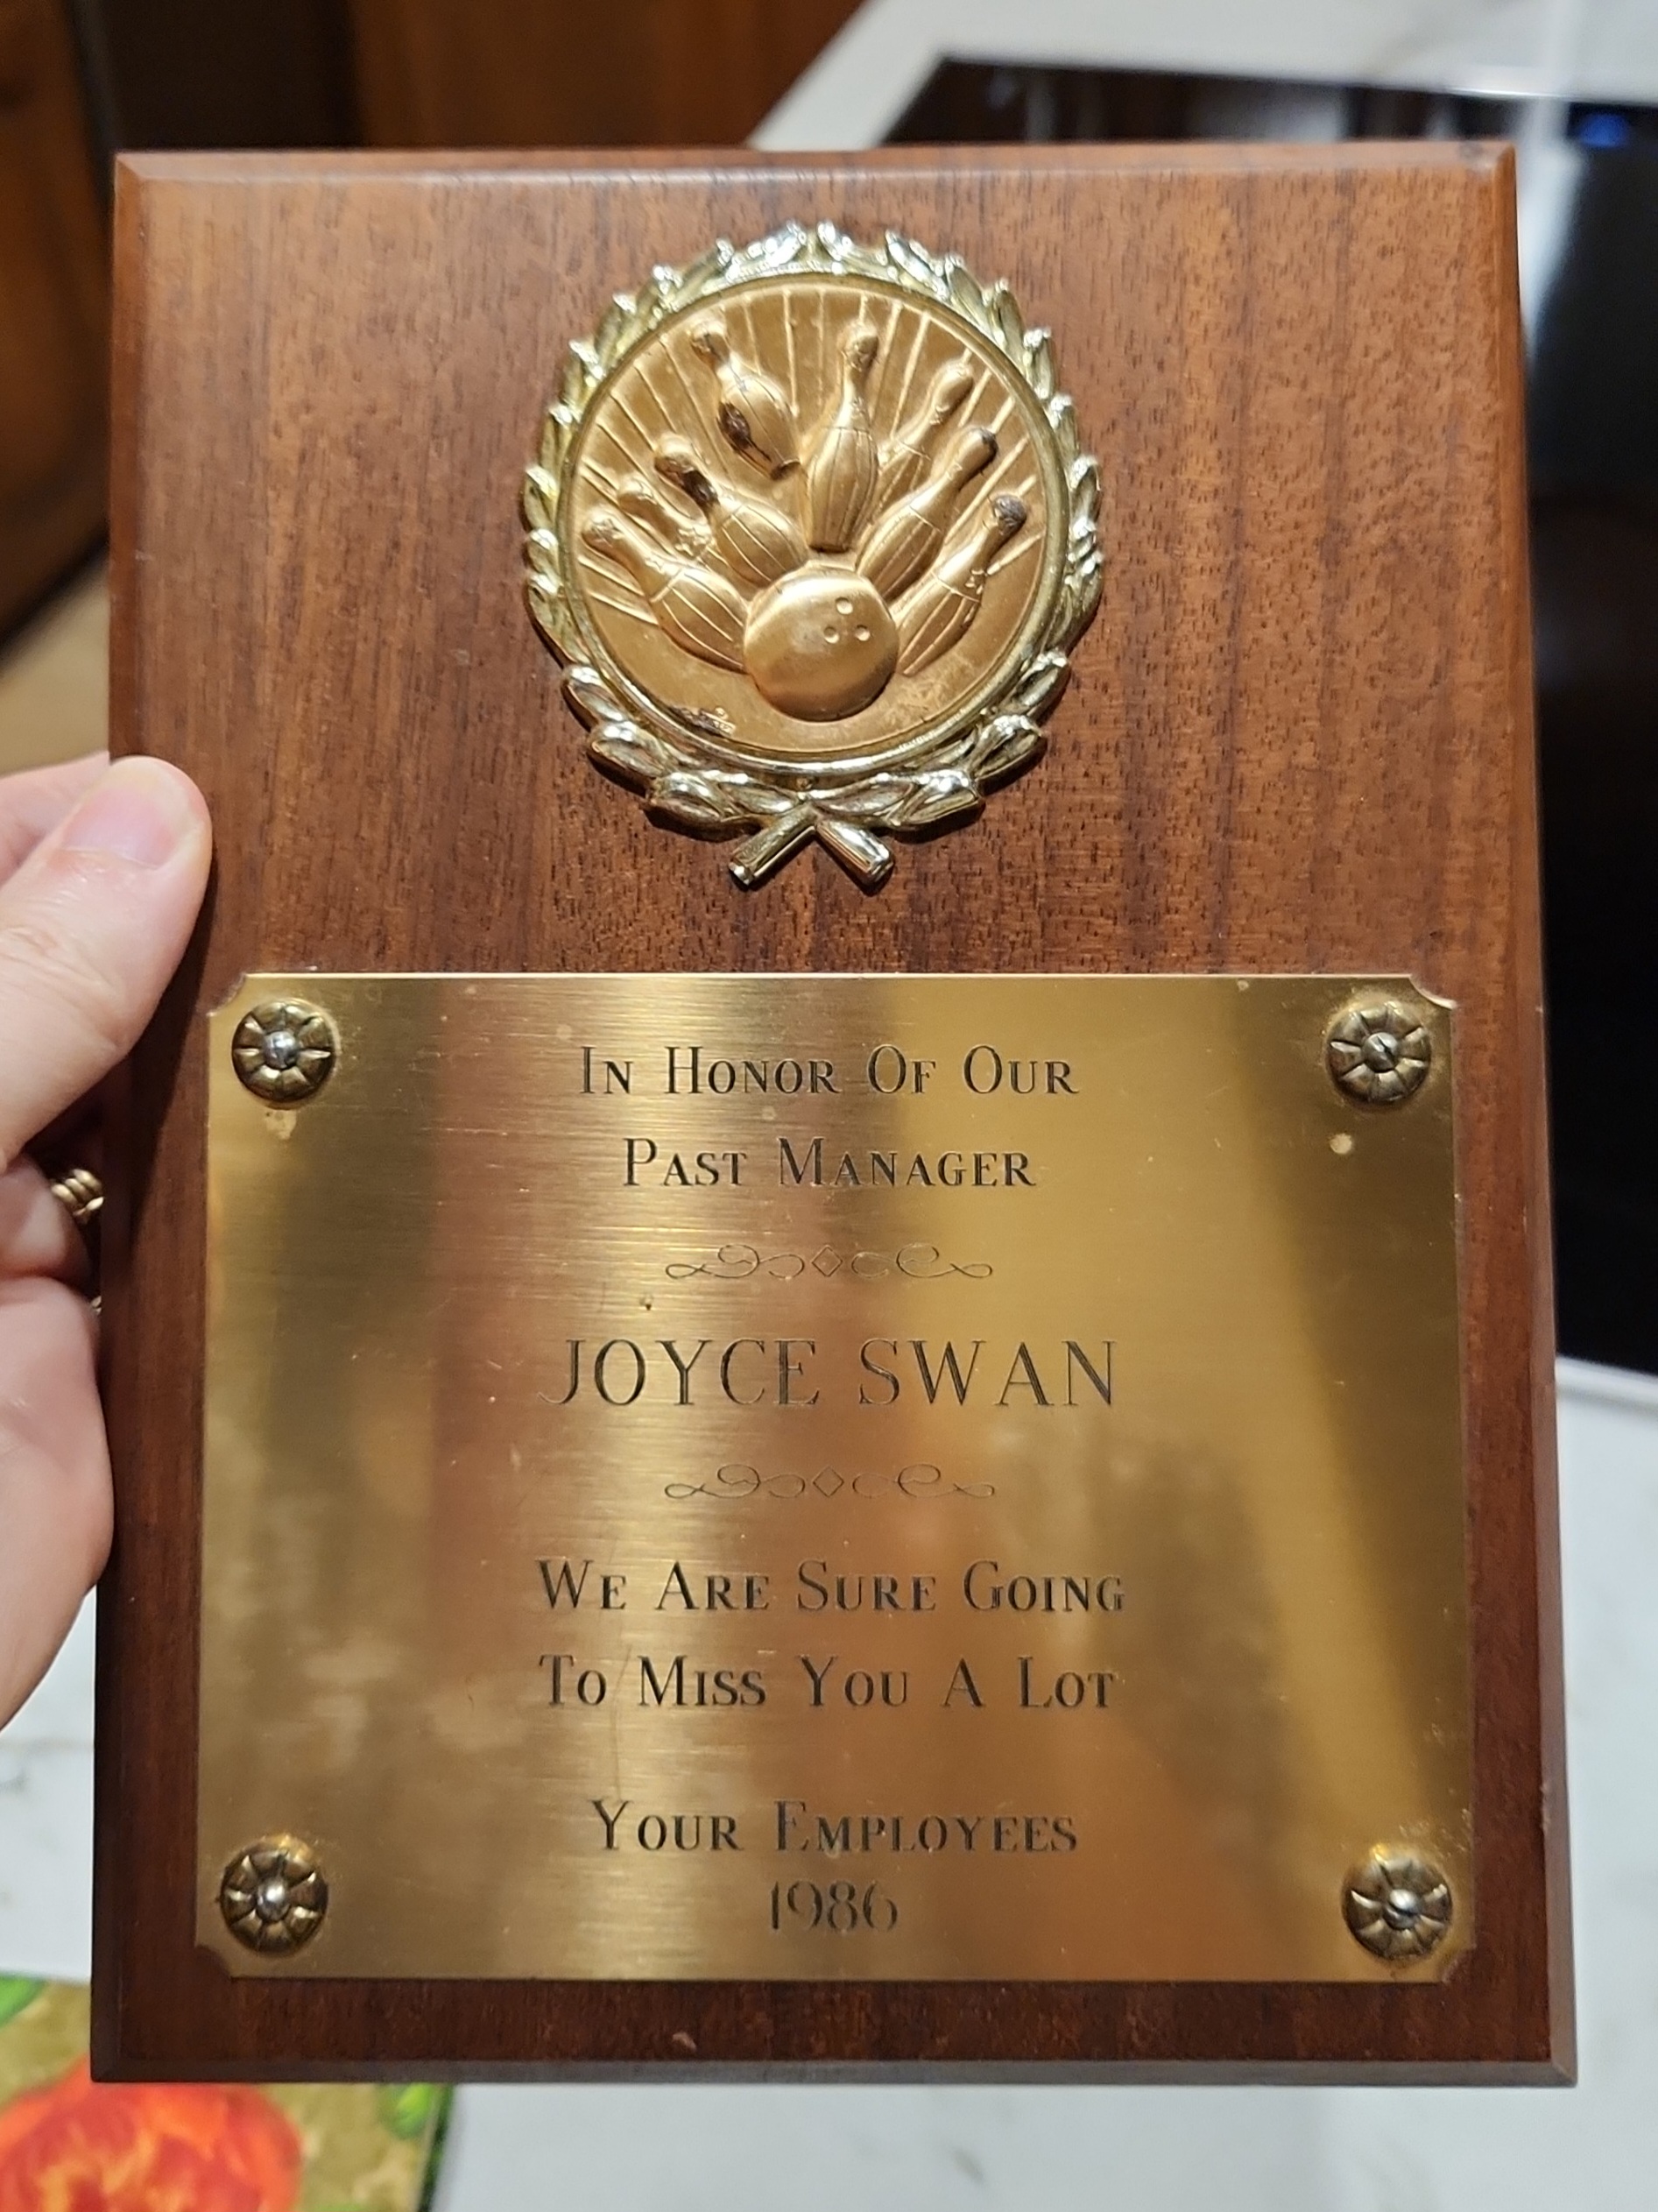 In Honor Of Our
Past Manager
JOYCE SWAN
We Are Sure Going
To Miss You A Lot
Your Employees
1986